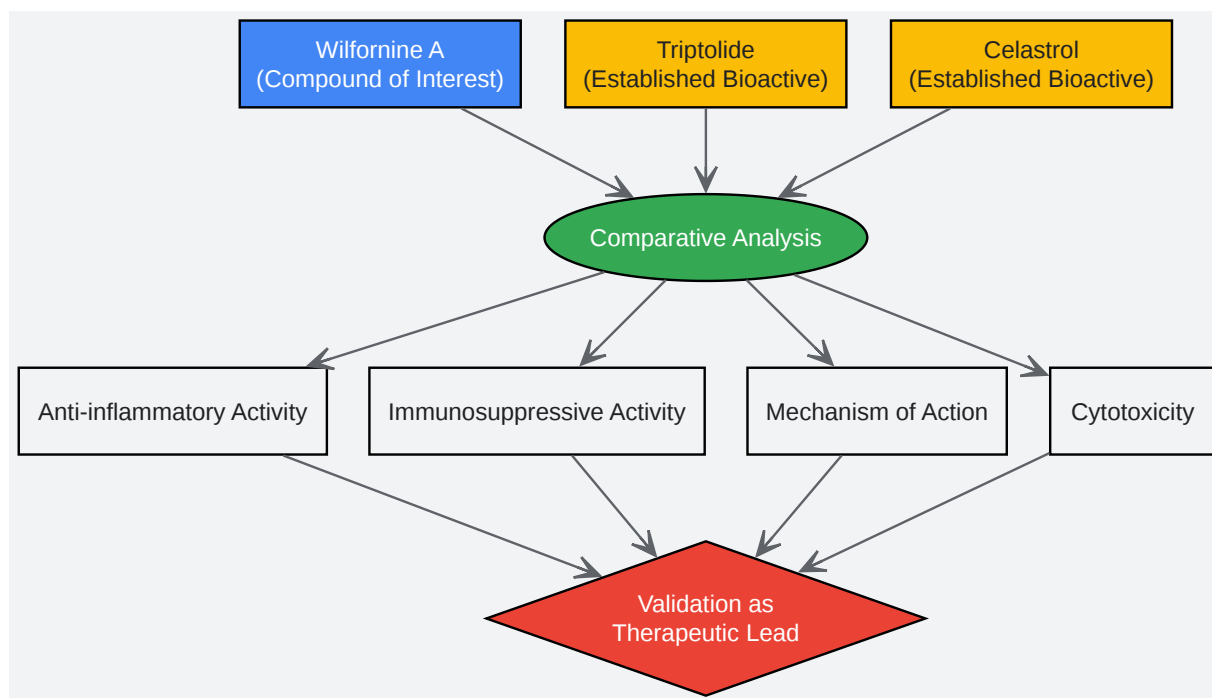 Wilfornine A
(Compound of Interest)
Triptolide
(Established Bioactive)
Celastrol
(Established Bioactive)
Comparative Analysis
Anti-inflammatory Activity
Immunosuppressive Activity
Mechanism of Action
Cytotoxicity
Validation as
Therapeutic Lead